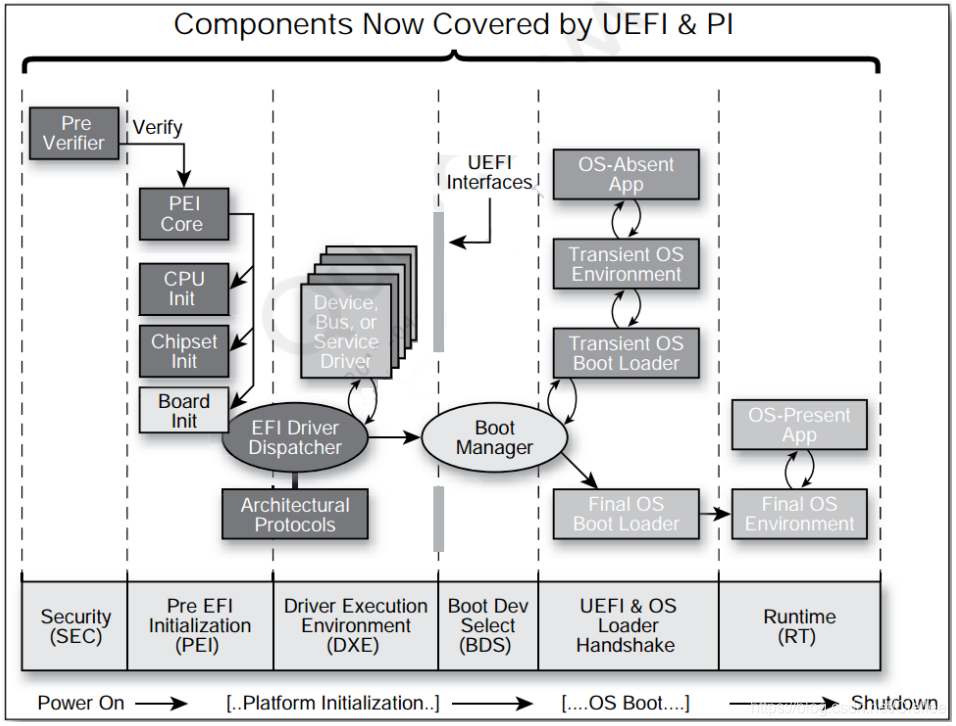 Components Now Covered by UEFI & PI
Pre
Verifier
Verify
PEI
Core
CPU
Init
Chipset
Init
Board
Init
Device,
Bus, or
Service
Driver
EFI Driver
Dispatcher
Architectural
Protocols
UEFI
Interfaces
Boot
Manager
OS-Absent
App
Transient OS
Environment
Transient OS
Boot Loader
Final OS
Boot Loader
OS-Present
App
Final OS
Environment
Security
(SEC)
Pre EFI
Initialization
(PEI)
Driver Execution
Environment
(DXE)
Boot Dev
Select
(BDS)
UEFI & OS
Loader
Handshake
Runtime
(RT)
Power On
[..Platform Initialization..]
[....OS Boot....]
Shutdown